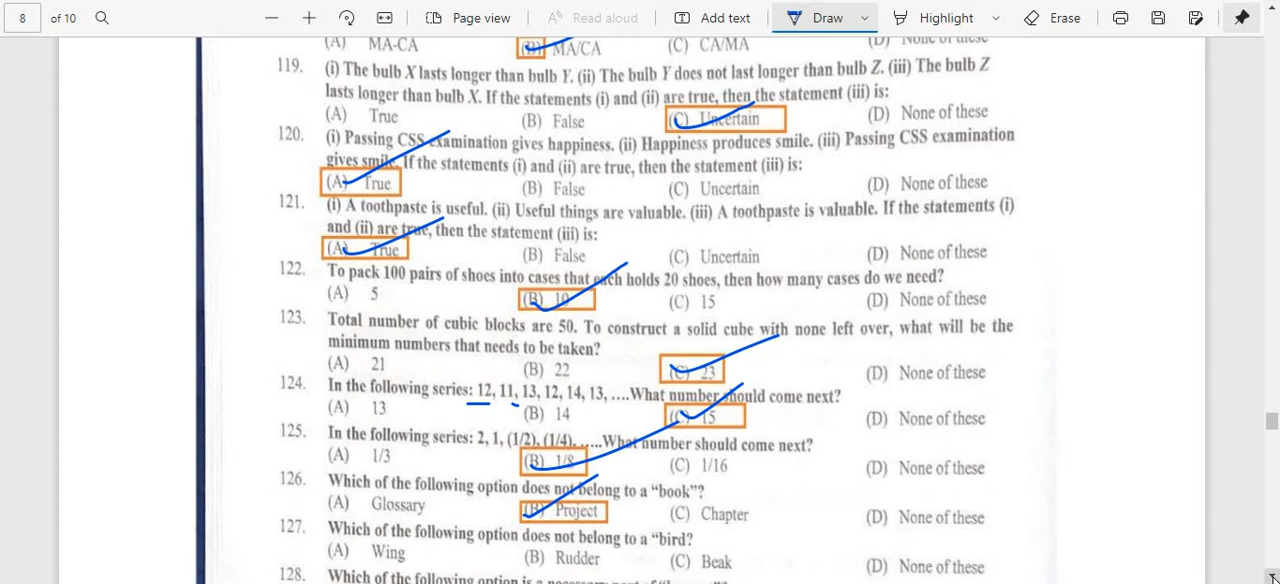 8 of 10 Page view Read aloud Add text Draw Highlight Erase
(A) MA-CA (B) MA/CA (C) CA/MA (D) None of these
119. (i) The bulb X lasts longer than bulb Y. (ii) The bulb Y does not last longer than bulb Z. (iii) The bulb Z
lasts longer than bulb X. If the statements (i) and (ii) are true, then the statement (iii) is:
(A) True (B) False (C) Uncertain (D) None of these
120. (i) Passing CSS examination gives happiness. (ii) Happiness produces smile. (iii) Passing CSS examination
gives smile. If the statements (i) and (ii) are true, then the statement (iii) is:
(A) True (B) False (C) Uncertain (D) None of these
121. (i) A toothpaste is useful. (ii) Useful things are valuable. (iii) A toothpaste is valuable. If the statements (i)
and (ii) are true, then the statement (iii) is:
(A) True (B) False (C) Uncertain (D) None of these
122. To pack 100 pairs of shoes into cases that each holds 20 shoes, then how many cases do we need?
(A) 5 (B) 10 (C) 15 (D) None of these
123. Total number of cubic blocks are 50. To construct a solid cube with none left over, what will be the
minimum numbers that needs to be taken?
(A) 21 (B) 22 (C) 23 (D) None of these
124. In the following series: 12, 11, 13, 12, 14, 13, ....What number should come next?
(A) 13 (B) 14 (C) 15 (D) None of these
125. In the following series: 2, 1, (1/2), (1/4), .....What number should come next?
(A) 1/3 (B) 1/8 (C) 1/16 (D) None of these
126. Which of the following option does not belong to a “book”?
(A) Glossary (B) Project (C) Chapter (D) None of these
127. Which of the following option does not belong to a “bird?
(A) Wing (B) Rudder (C) Beak (D) None of these
128. Which of the following option is a necessary part of